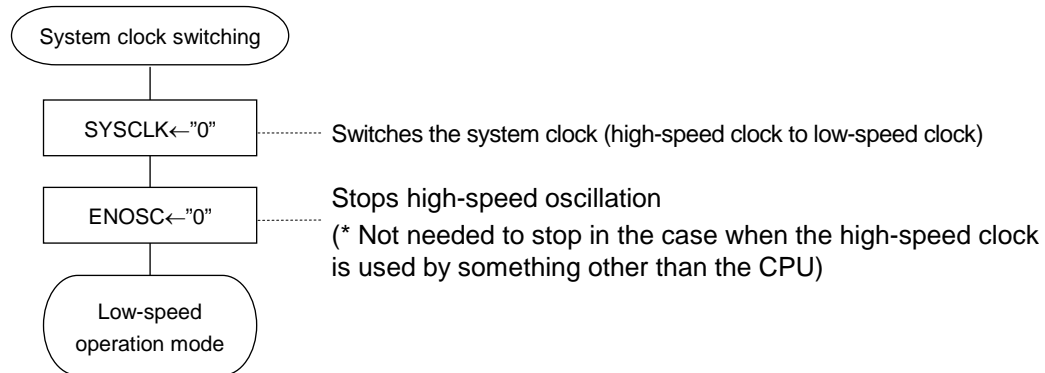 System clock switching
SYSCLK←”0”
Switches the system clock (high-speed clock to low-speed clock)
ENOSC←”0”
Stops high-speed oscillation
(* Not needed to stop in the case when the high-speed clock
is used by something other than the CPU)
Low-speed
operation mode